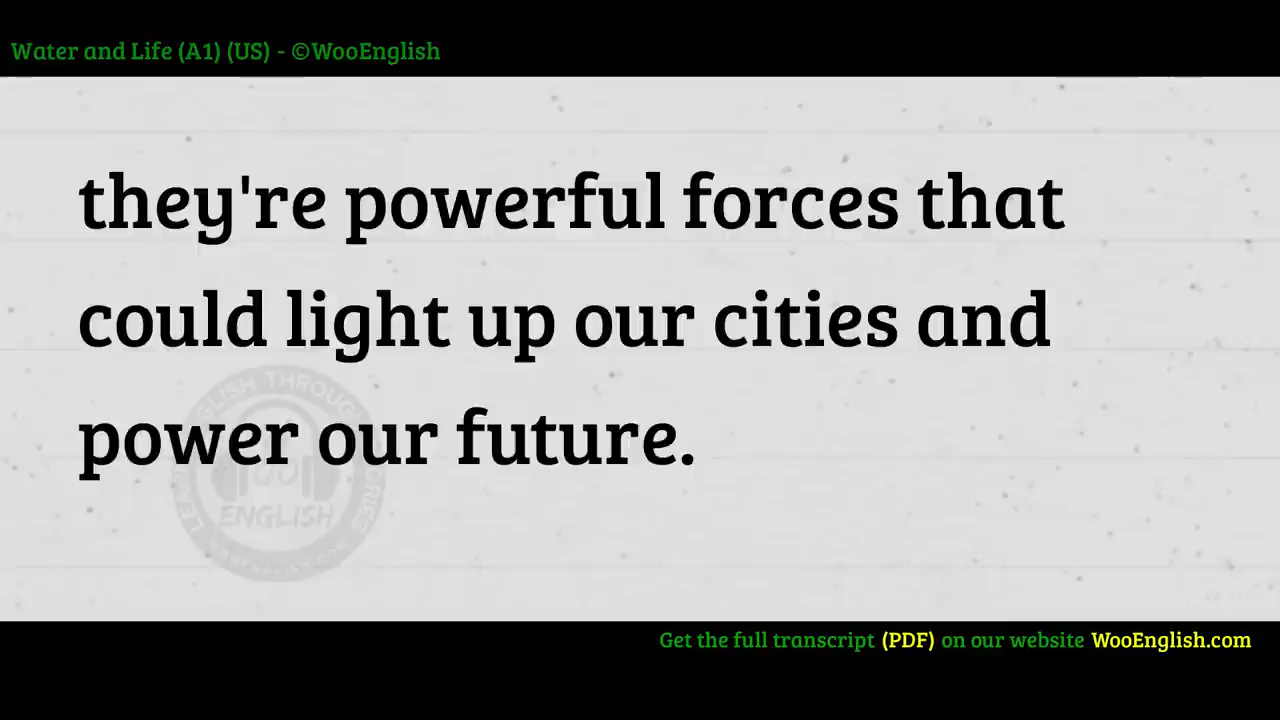 Water and Life (A1) (US) - ©WooEnglish
they're powerful forces that
could light up our cities and
power our future.
ENGLISH
Get the full transcript (PDF) on our website WooEnglish.com